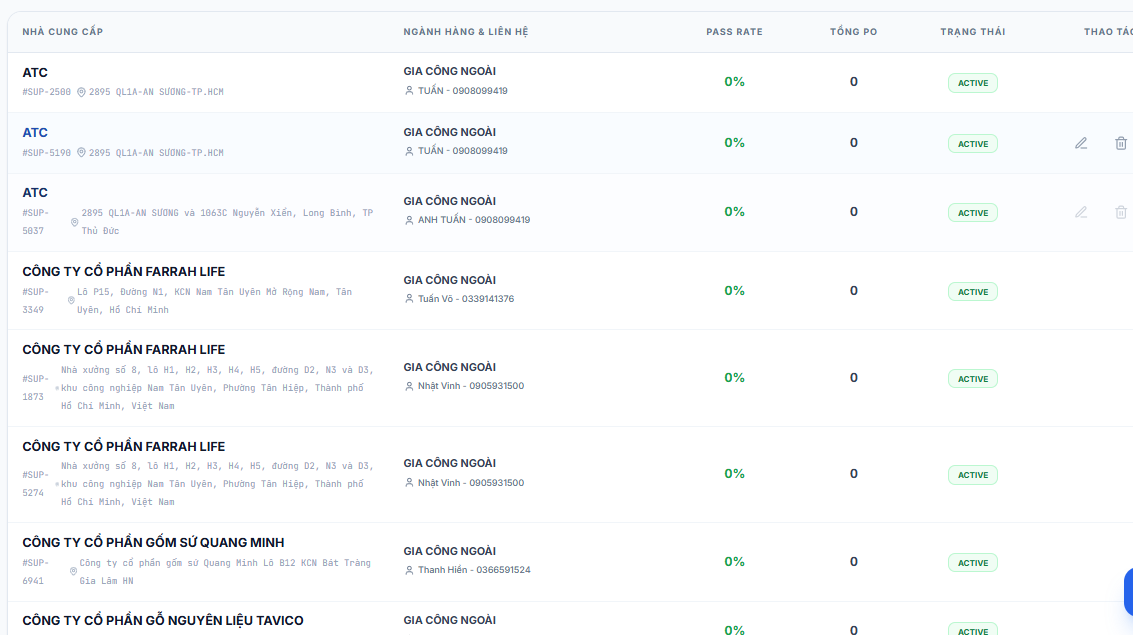 NHÀ CUNG CẤP NGÀNH HÀNG & LIÊN HỆ PASS RATE TỔNG PO TRẠNG THÁI THAO TÁC
ATC
#SUP-2500 2895 QL1A-AN SƯƠNG-TP.HCM
GIA CÔNG NGOÀI
TUẤN - 0908099419
0% 0 ACTIVE
ATC
#SUP-5190 2895 QL1A-AN SƯƠNG-TP.HCM
GIA CÔNG NGOÀI
TUẤN - 0908099419
0% 0 ACTIVE
ATC
#SUP-
5037
2895 QL1A-AN SƯƠNG và 1063C Nguyễn Xiển, Long Bình, TP
Thủ Đức
GIA CÔNG NGOÀI
ANH TUẤN - 0908099419
0% 0 ACTIVE
CÔNG TY CỔ PHẦN FARRAH LIFE
#SUP-
3349
Lô P15, Đường N1, KCN Nam Tân Uyên Mở Rộng Nam, Tân
Uyên, Hồ Chí Minh
GIA CÔNG NGOÀI
Tuấn Võ - 0339141376
0% 0 ACTIVE
CÔNG TY CỔ PHẦN FARRAH LIFE
#SUP-
1873
Nhà xưởng số 8, lô H1, H2, H3, H4, H5, đường D2, N3 và D3,
khu công nghiệp Nam Tân Uyên, Phường Tân Hiệp, Thành phố
Hồ Chí Minh, Việt Nam
GIA CÔNG NGOÀI
Nhật Vinh - 0905931500
0% 0 ACTIVE
CÔNG TY CỔ PHẦN FARRAH LIFE
#SUP-
5274
Nhà xưởng số 8, lô H1, H2, H3, H4, H5, đường D2, N3 và D3,
khu công nghiệp Nam Tân Uyên, Phường Tân Hiệp, Thành phố
Hồ Chí Minh, Việt Nam
GIA CÔNG NGOÀI
Nhật Vinh - 0905931500
0% 0 ACTIVE
CÔNG TY CỔ PHẦN GỐM SỨ QUANG MINH
#SUP-
6941
Công ty cổ phần gốm sứ Quang Minh Lô B12 KCN Bát Tràng
Gia Lâm HN
GIA CÔNG NGOÀI
Thanh Hiền - 0366591524
0% 0 ACTIVE
CÔNG TY CỔ PHẦN GỖ NGUYÊN LIỆU TAVICO
GIA CÔNG NGOÀI
0% 0 ACTIVE